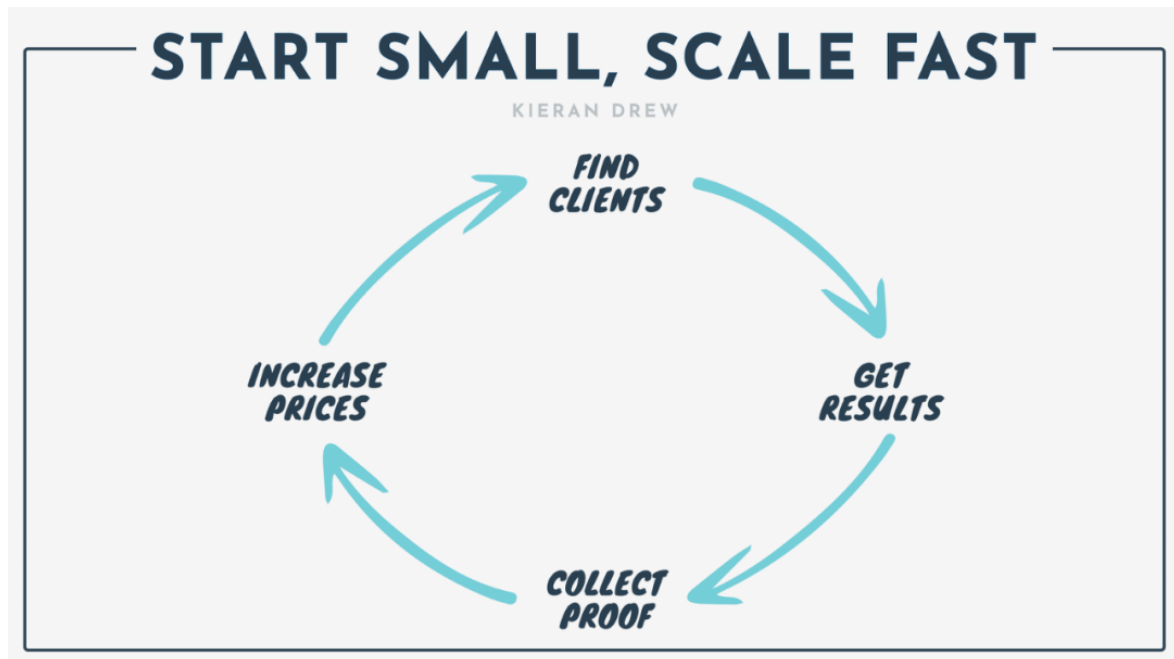 START SMALL, SCALE FAST
KIERAN DREW
FIND
CLIENTS
GET
RESULTS
COLLECT
PROOF
INCREASE
PRICES